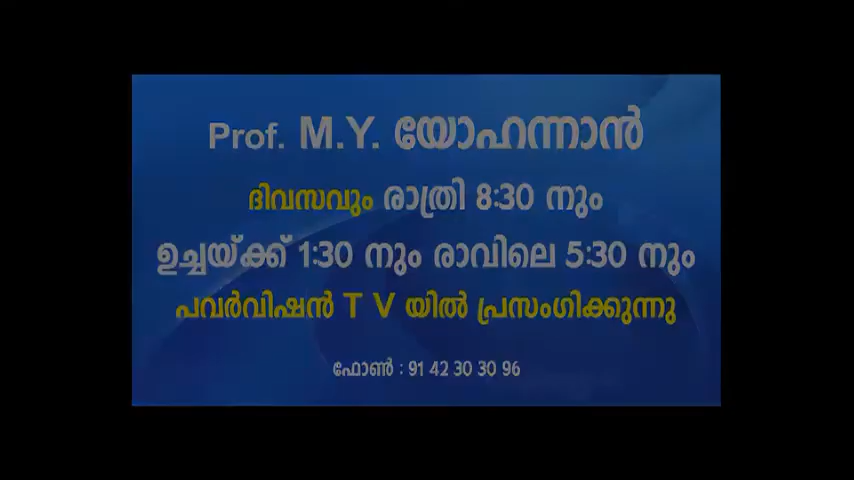 Prof. M.Y. യോഹന്നാൻ
ദിവസവും രാത്രി 8:30 നും
ഉച്ചയ്ക്ക് 1:30 നും രാവിലെ 5:30 നും
പവർവിഷൻ T V യിൽ പ്രസംഗിക്കുന്നു
ഫോൺ : 91 42 30 30 96